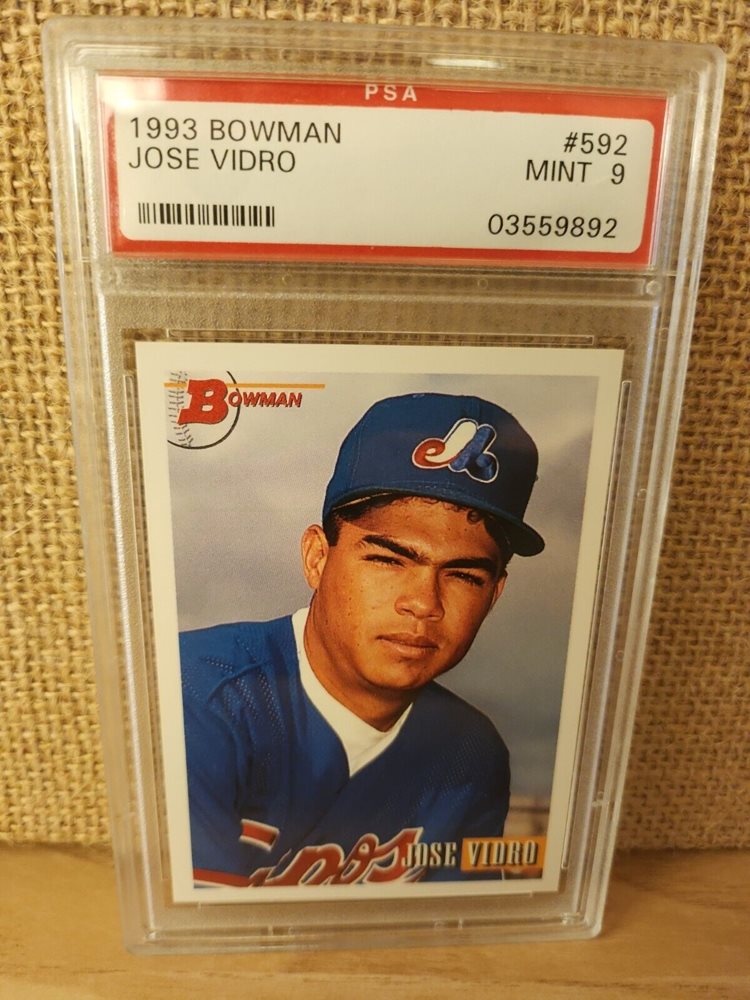 PSA
1993 BOWMAN #592
JOSE VIDRO MINT 9
03559892
BOWMAN
JOSE VIDRO